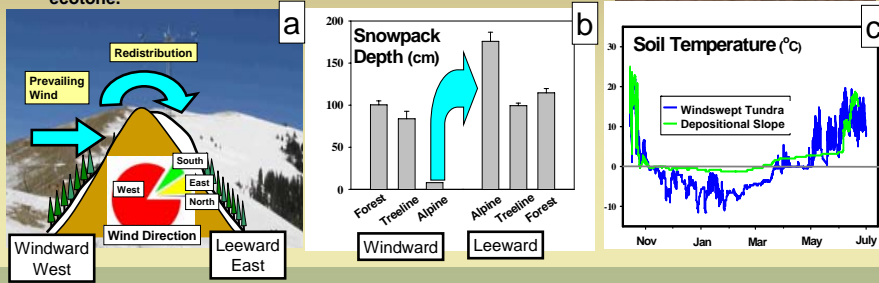 ecotone.
a
Redistribution
Prevailing
Wind
South
West
East
North
Wind Direction
Windward
West
Leeward
East
b
Snowpack
Depth (cm)
200
150
100
50
0
Forest
Treeline
Alpine
Alpine
Treeline
Forest
Windward
Leeward
c
Soil Temperature (°C)
30
20
10
0
-10
Windswept Tundra
Depositional Slope
Nov
Jan
Mar
May
July